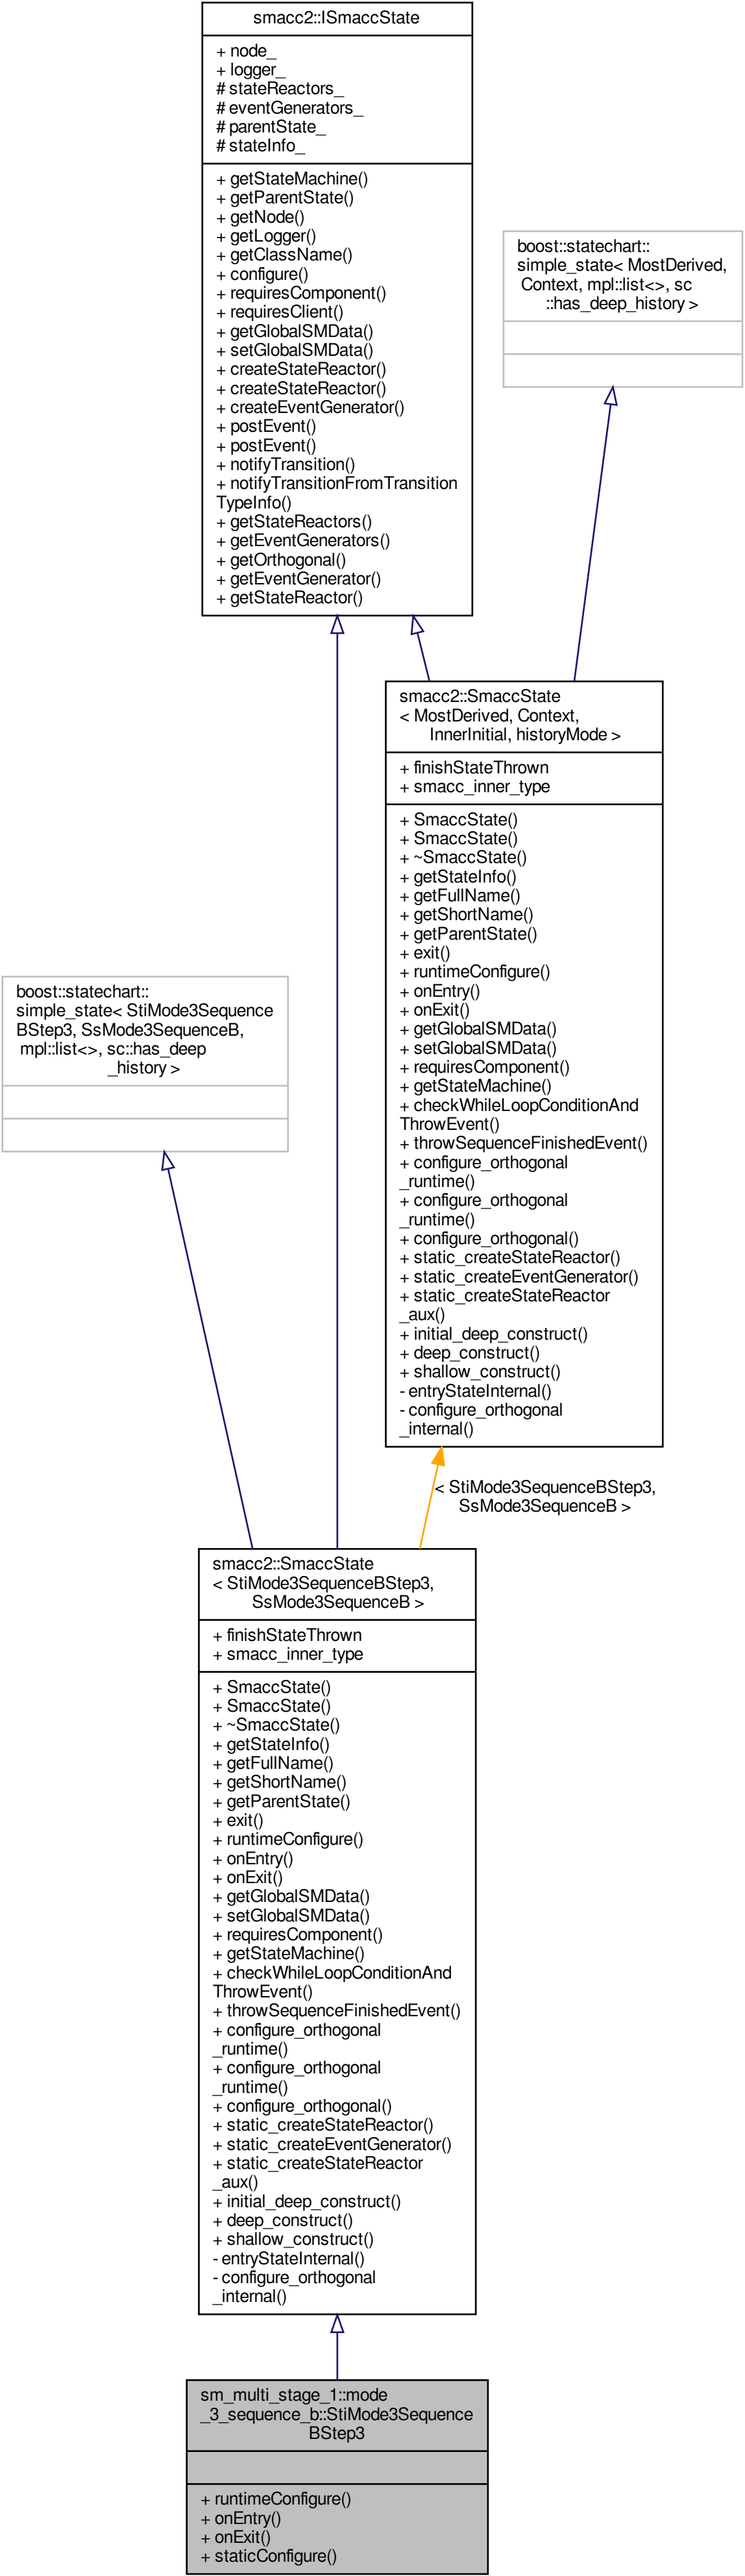 smacc2::ISmaccState
+ node_
+ logger_
# stateReactors_
# eventGenerators_
# parentState_
# stateInfo_
+ getStateMachine()
+ getParentState()
+ getNode()
+ getLogger()
+ getClassName()
+ configure()
+ requiresComponent()
+ requiresClient()
+ getGlobalSMData()
+ setGlobalSMData()
+ createStateReactor()
+ createStateReactor()
+ createEventGenerator()
+ postEvent()
+ postEvent()
+ notifyTransition()
+ notifyTransitionFromTransition
TypeInfo()
+ getStateReactors()
+ getEventGenerators()
+ getOrthogonal()
+ getEventGenerator()
+ getStateReactor()
boost::statechart::
simple_state< MostDerived,
Context, mpl::list<>, sc
::has_deep_history >
smacc2::SmaccState
< MostDerived, Context,
InnerInitial, historyMode >
+ finishStateThrown
+ smacc_inner_type
+ SmaccState()
+ SmaccState()
+ ~SmaccState()
+ getStateInfo()
+ getFullName()
+ getShortName()
+ getParentState()
+ exit()
+ runtimeConfigure()
+ onEntry()
+ onExit()
+ getGlobalSMData()
+ setGlobalSMData()
+ requiresComponent()
+ getStateMachine()
+ checkWhileLoopConditionAnd
ThrowEvent()
+ throwSequenceFinishedEvent()
+ configure_orthogonal
_runtime()
+ configure_orthogonal
_runtime()
+ configure_orthogonal()
+ static_createStateReactor()
+ static_createEventGenerator()
+ static_createStateReactor
_aux()
+ initial_deep_construct()
+ deep_construct()
+ shallow_construct()
- entryStateInternal()
- configure_orthogonal
_internal()
boost::statechart::
simple_state< StiMode3Sequence
BStep3, SsMode3SequenceB,
mpl::list<>, sc::has_deep
_history >
< StiMode3SequenceBStep3,
SsMode3SequenceB >
smacc2::SmaccState
< StiMode3SequenceBStep3,
SsMode3SequenceB >
+ finishStateThrown
+ smacc_inner_type
+ SmaccState()
+ SmaccState()
+ ~SmaccState()
+ getStateInfo()
+ getFullName()
+ getShortName()
+ getParentState()
+ exit()
+ runtimeConfigure()
+ onEntry()
+ onExit()
+ getGlobalSMData()
+ setGlobalSMData()
+ requiresComponent()
+ getStateMachine()
+ checkWhileLoopConditionAnd
ThrowEvent()
+ throwSequenceFinishedEvent()
+ configure_orthogonal
_runtime()
+ configure_orthogonal
_runtime()
+ configure_orthogonal()
+ static_createStateReactor()
+ static_createEventGenerator()
+ static_createStateReactor
_aux()
+ initial_deep_construct()
+ deep_construct()
+ shallow_construct()
- entryStateInternal()
- configure_orthogonal
_internal()
sm_multi_stage_1::mode
_3_sequence_b::StiMode3Sequence
BStep3
+ runtimeConfigure()
+ onEntry()
+ onExit()
+ staticConfigure()